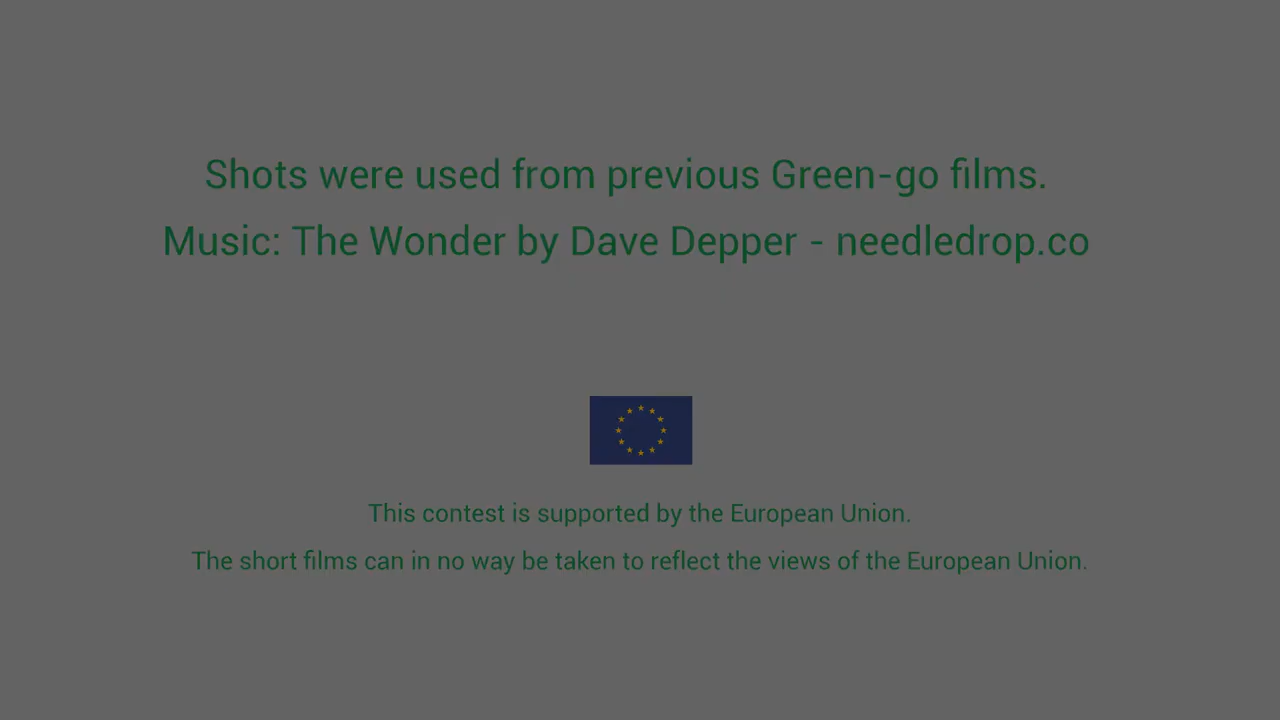 Shots were used from previous Green-go films.
Music: The Wonder by Dave Depper - needledrop.co
This contest is supported by the European Union.
The short films can in no way be taken to reflect the views of the European Union.